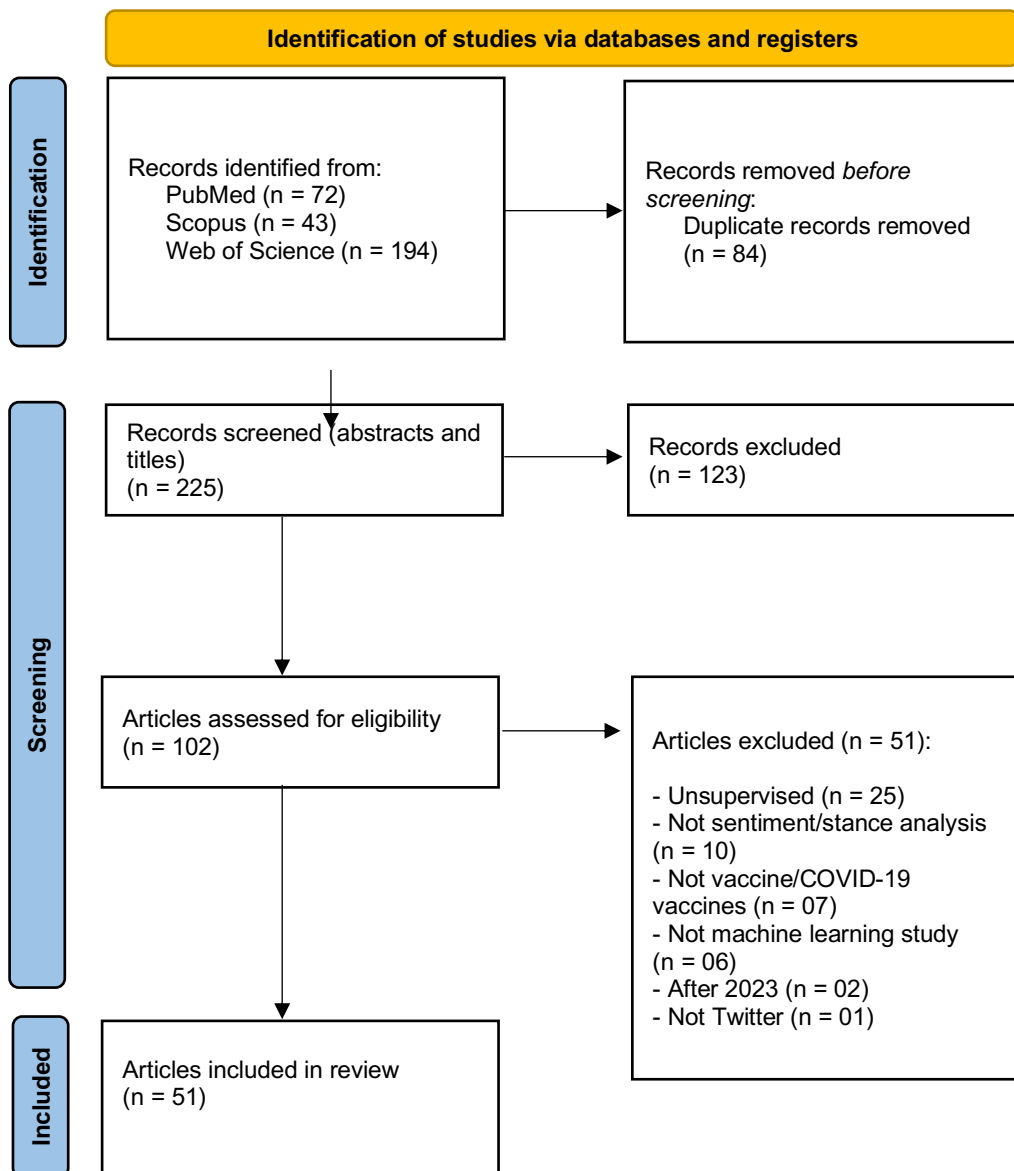 Identification of studies via databases and registers
Identification
Records identified from:
PubMed (n = 72)
Scopus (n = 43)
Web of Science (n = 194)
Records removed before
screening:
Duplicate records removed
(n = 84)
Screening
Records screened (abstracts and
titles)
(n = 225)
Records excluded
(n = 123)
Articles assessed for eligibility
(n = 102)
Articles excluded (n = 51):
- Unsupervised (n = 25)
- Not sentiment/stance analysis
(n = 10)
- Not vaccine/COVID-19
vaccines (n = 07)
- Not machine learning study
(n = 06)
- After 2023 (n = 02)
- Not Twitter (n = 01)
Included
Articles included in review
(n = 51)